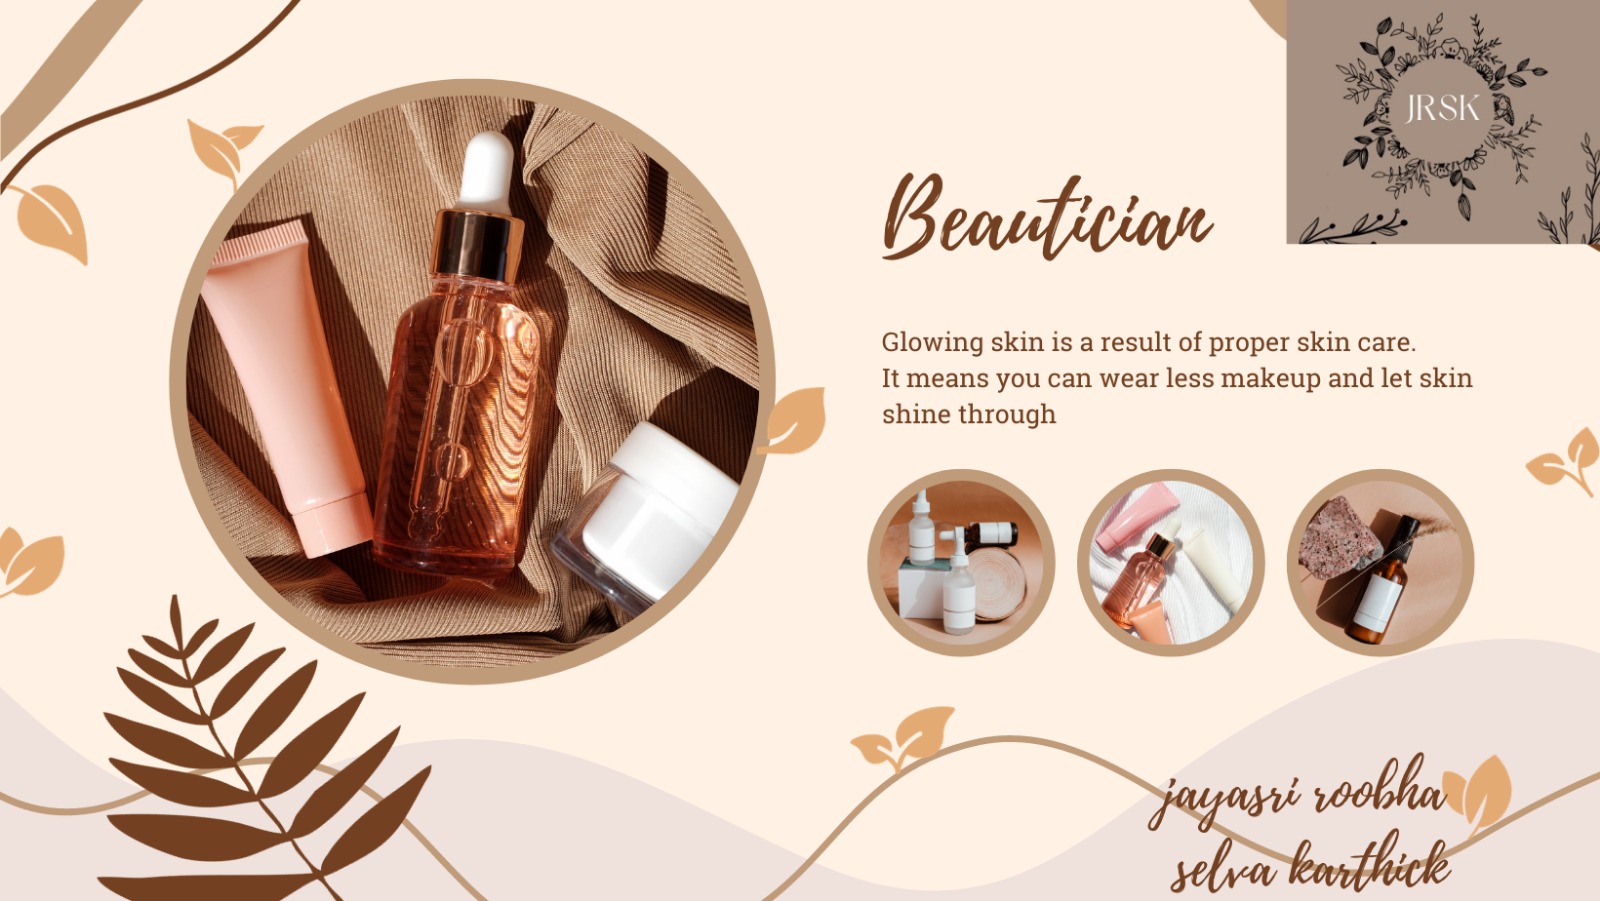 JRSK
Beautician
Glowing skin is a result of proper skin care.
It means you can wear less makeup and let skin
shine through
jayasri roobha
selva karthick